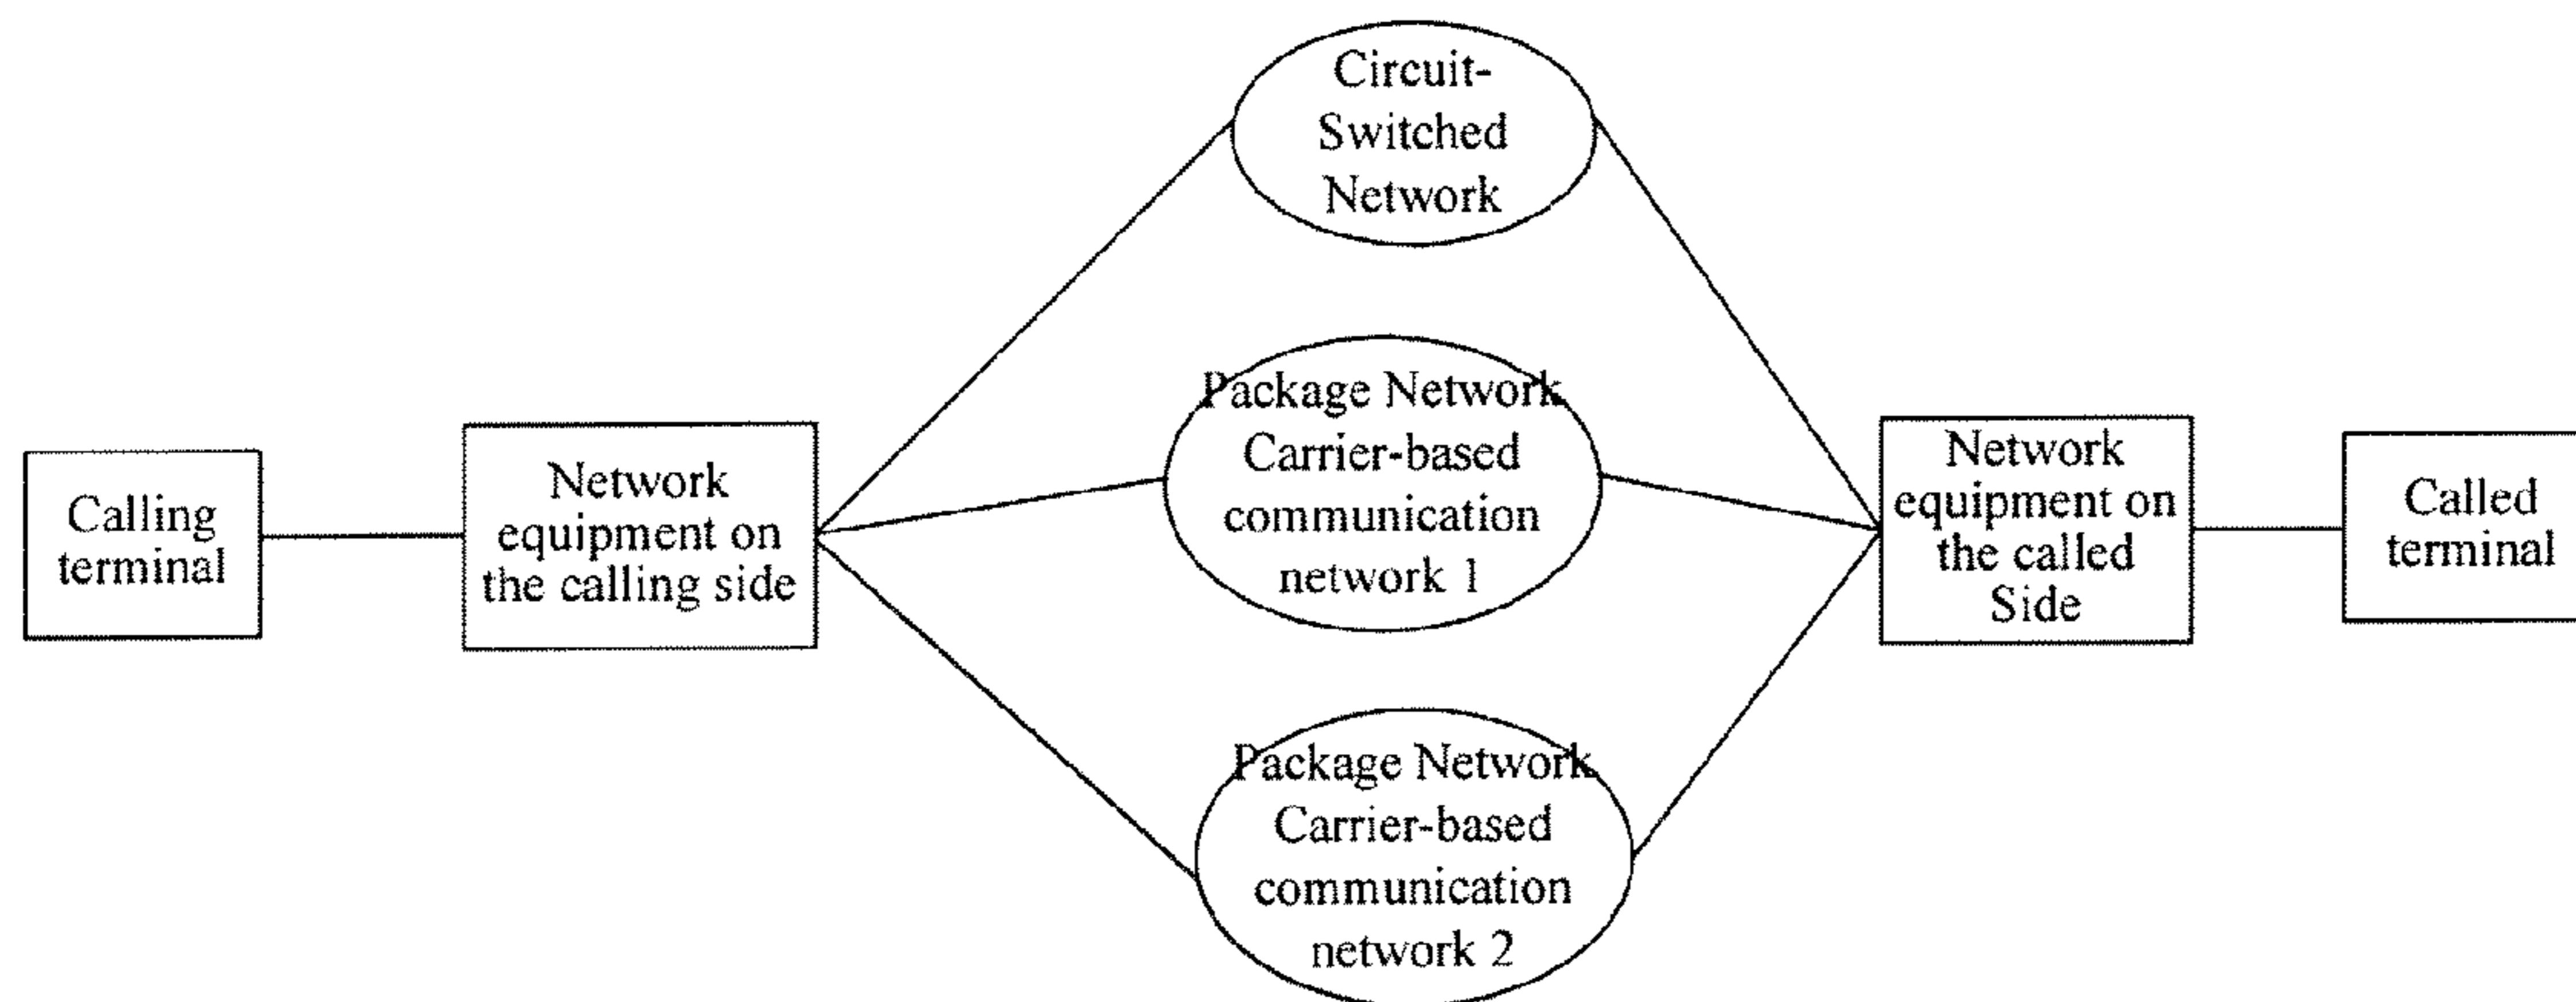 Circuit-
Switched
Network
Package Network
Carrier-based
communication
network 1
Package Network
Carrier-based
communication
network 2
Calling
terminal
Network
equipment on
the calling side
Network
equipment on
the called
Side
Called
terminal